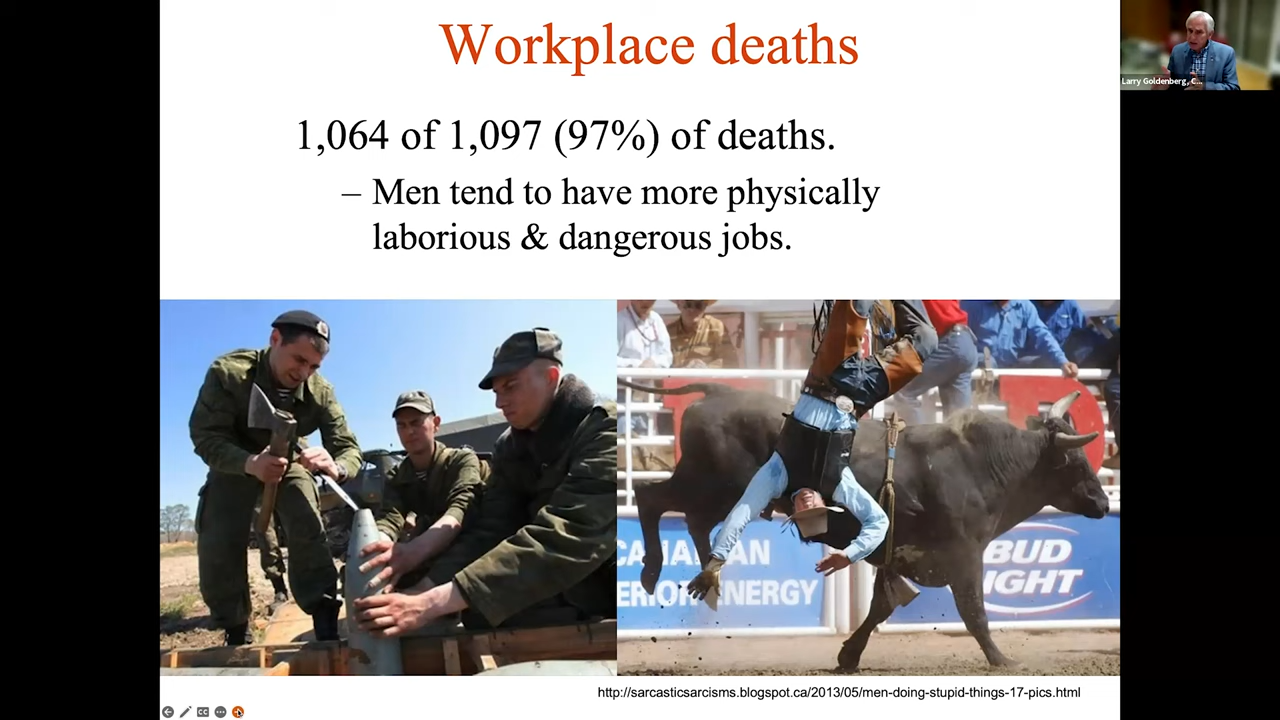 Workplace deaths
Larry Goldenberg, C...
1,064 of 1,097 (97%) of deaths.
– Men tend to have more physically
laborious & dangerous jobs.
CANADIAN
ERIOR ENERGY
BUD
LIGHT
http://sarcasticsarcisms.blogspot.ca/2013/05/men-doing-stupid-things-17-pics.html
CC